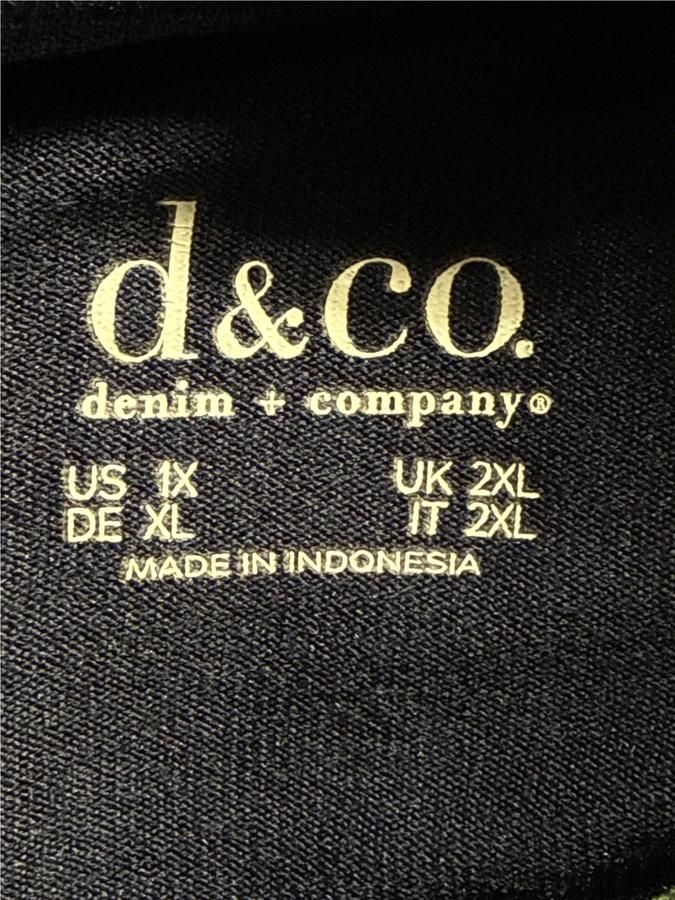 d&co.
denim + company®
US 1X UK 2XL
DE XL IT 2XL
MADE IN INDONESIA